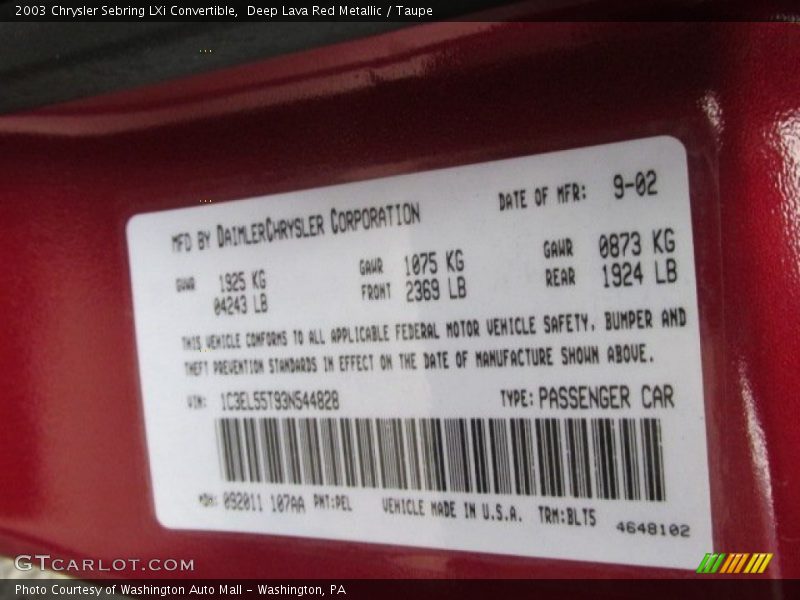 2003 Chrysler Sebring LXi Convertible, Deep Lava Red Metallic / Taupe
MFD BY DAIMLERCHRYSLER CORPORATION DATE OF MFR: 9-02
GVWR 1925 KG GAWR 1075 KG GAWR 0873 KG
04243 LB FRONT 2369 LB REAR 1924 LB
THIS VEHICLE CONFORMS TO ALL APPLICABLE FEDERAL MOTOR VEHICLE SAFETY, BUMPER AND
THEFT PREVENTION STANDARDS IN EFFECT ON THE DATE OF MANUFACTURE SHOWN ABOVE.
VIN: 1C3EL55T93N544828 TYPE: PASSENGER CAR
MDH: 092011 107AA PNT:PEL VEHICLE MADE IN U.S.A. TRM:BLT5 4648102
GTCARLOT.COM
Photo Courtesy of Washington Auto Mall - Washington, PA